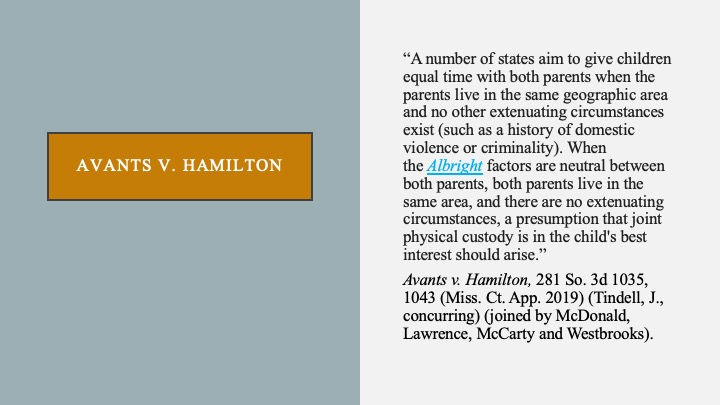 AVANTS V. HAMILTON
“A number of states aim to give children
equal time with both parents when the
parents live in the same geographic area
and no other extenuating circumstances
exist (such as a history of domestic
violence or criminality). When
the Albright factors are neutral between
both parents, both parents live in the
same area, and there are no extenuating
circumstances, a presumption that joint
physical custody is in the child's best
interest should arise.”
Avants v. Hamilton, 281 So. 3d 1035,
1043 (Miss. Ct. App. 2019) (Tindell, J.,
concurring) (joined by McDonald,
Lawrence, McCarty and Westbrooks).